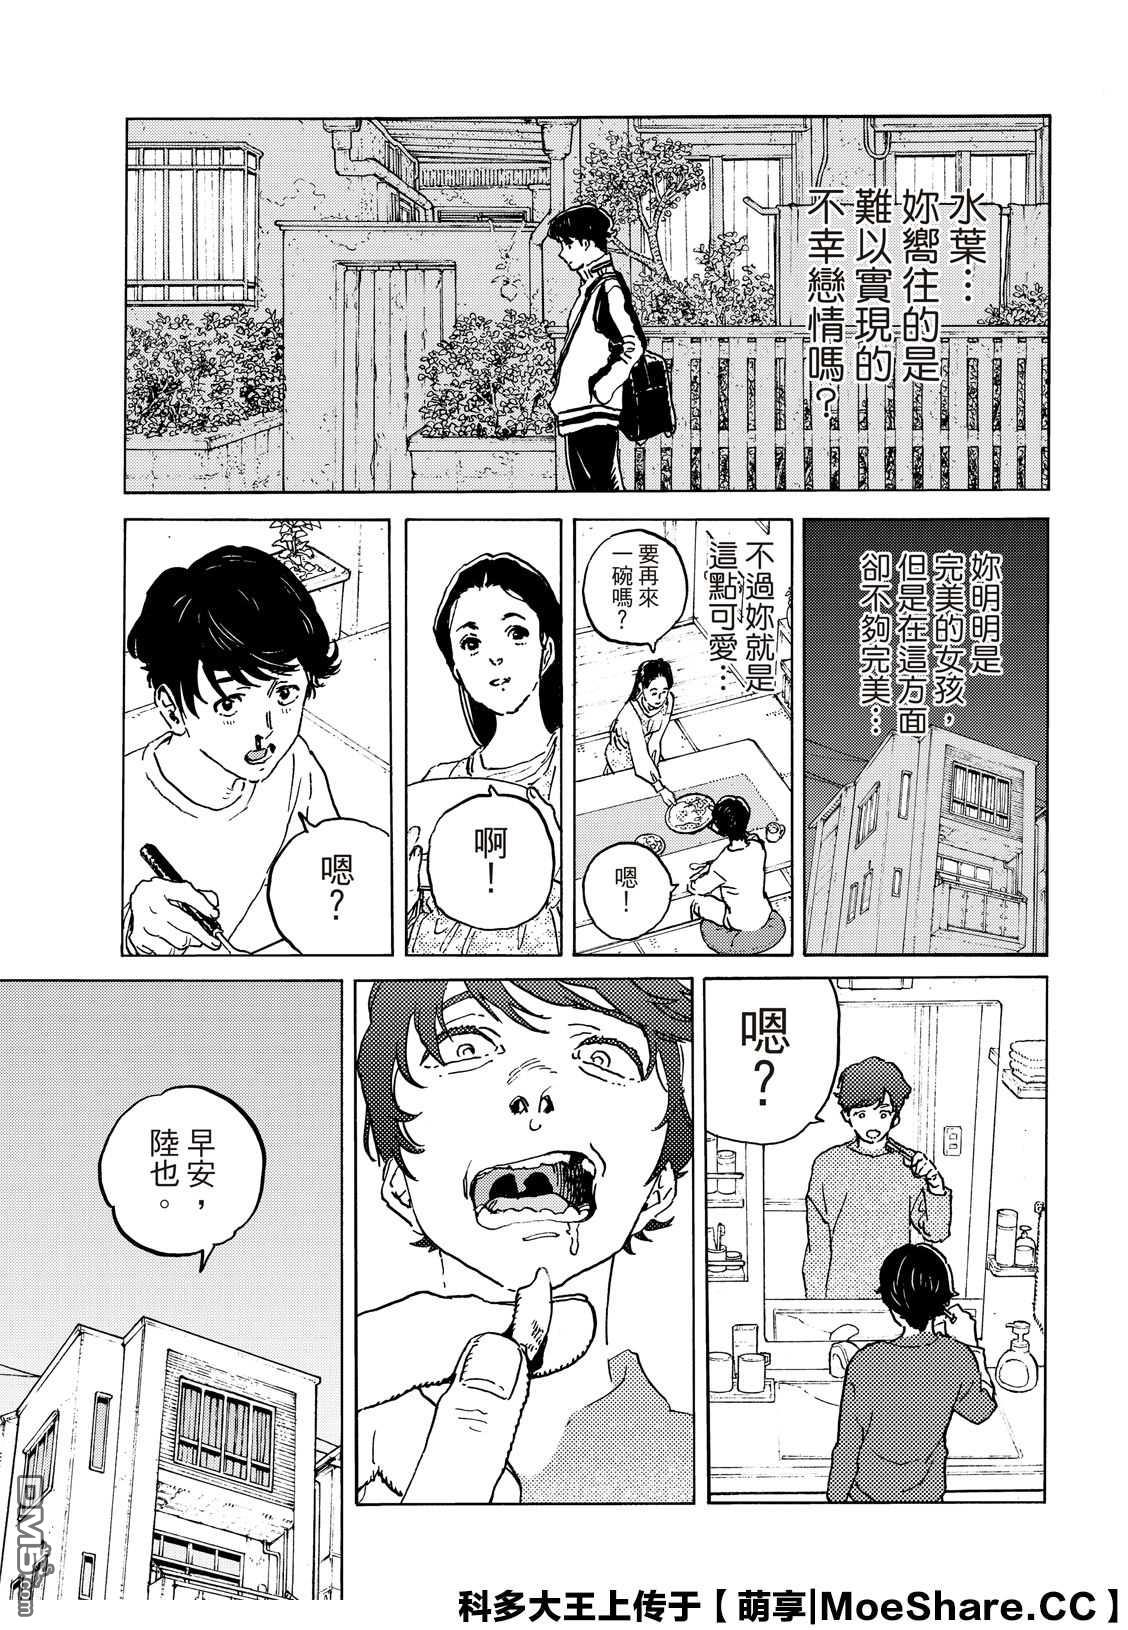 水葉…
妳嚮往的是
難以實現的
不幸戀情嗎？
妳明明是
完美的女孩，
但是在這方面
卻不夠完美…
不過妳就是
這點可愛…
要再來
一碗嗎？
嗯！
啊！
嗯？
嗯？
早安，
陸也。
DM5.com
科多大王上传于【萌享|MoeShare.CC】